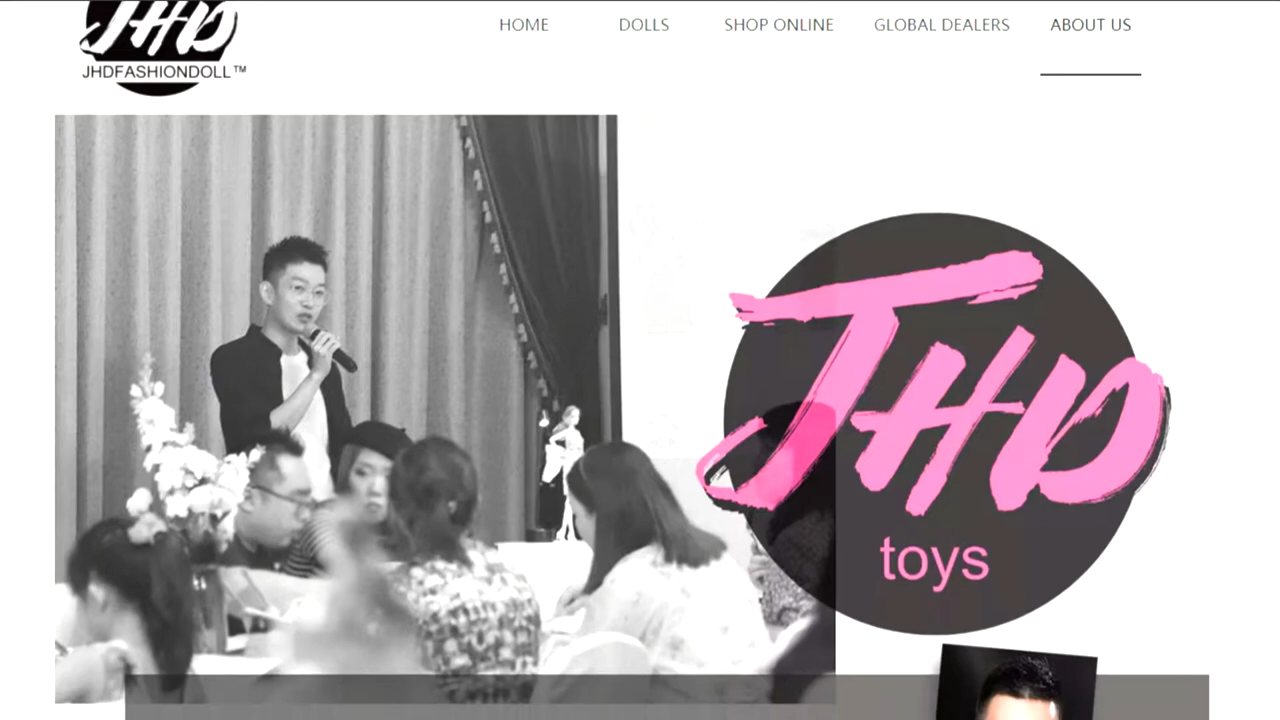 JHD
JHDFASHIONDOLL™
HOME DOLLS SHOP ONLINE GLOBAL DEALERS ABOUT US
JHD
toys